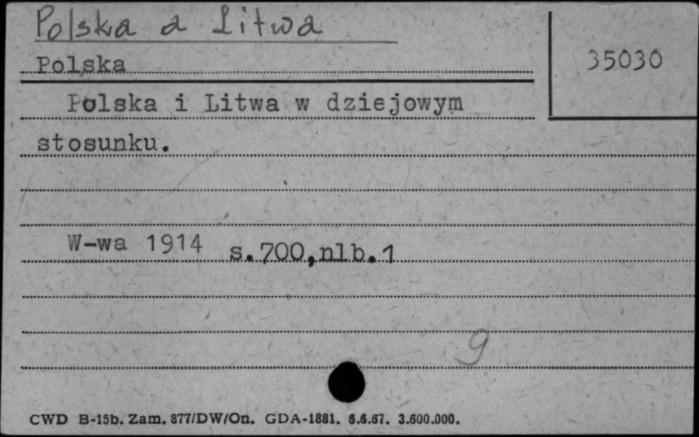 Polska a Litwa
35030
Polska
Polska i Litwa w dziejowym
stosunku.
W-wa 1914 s.700,nlb.1
9
CWD B-15b. Zam. 877/DW/On. GDA-1881. 6.6.67. 3.600.000.